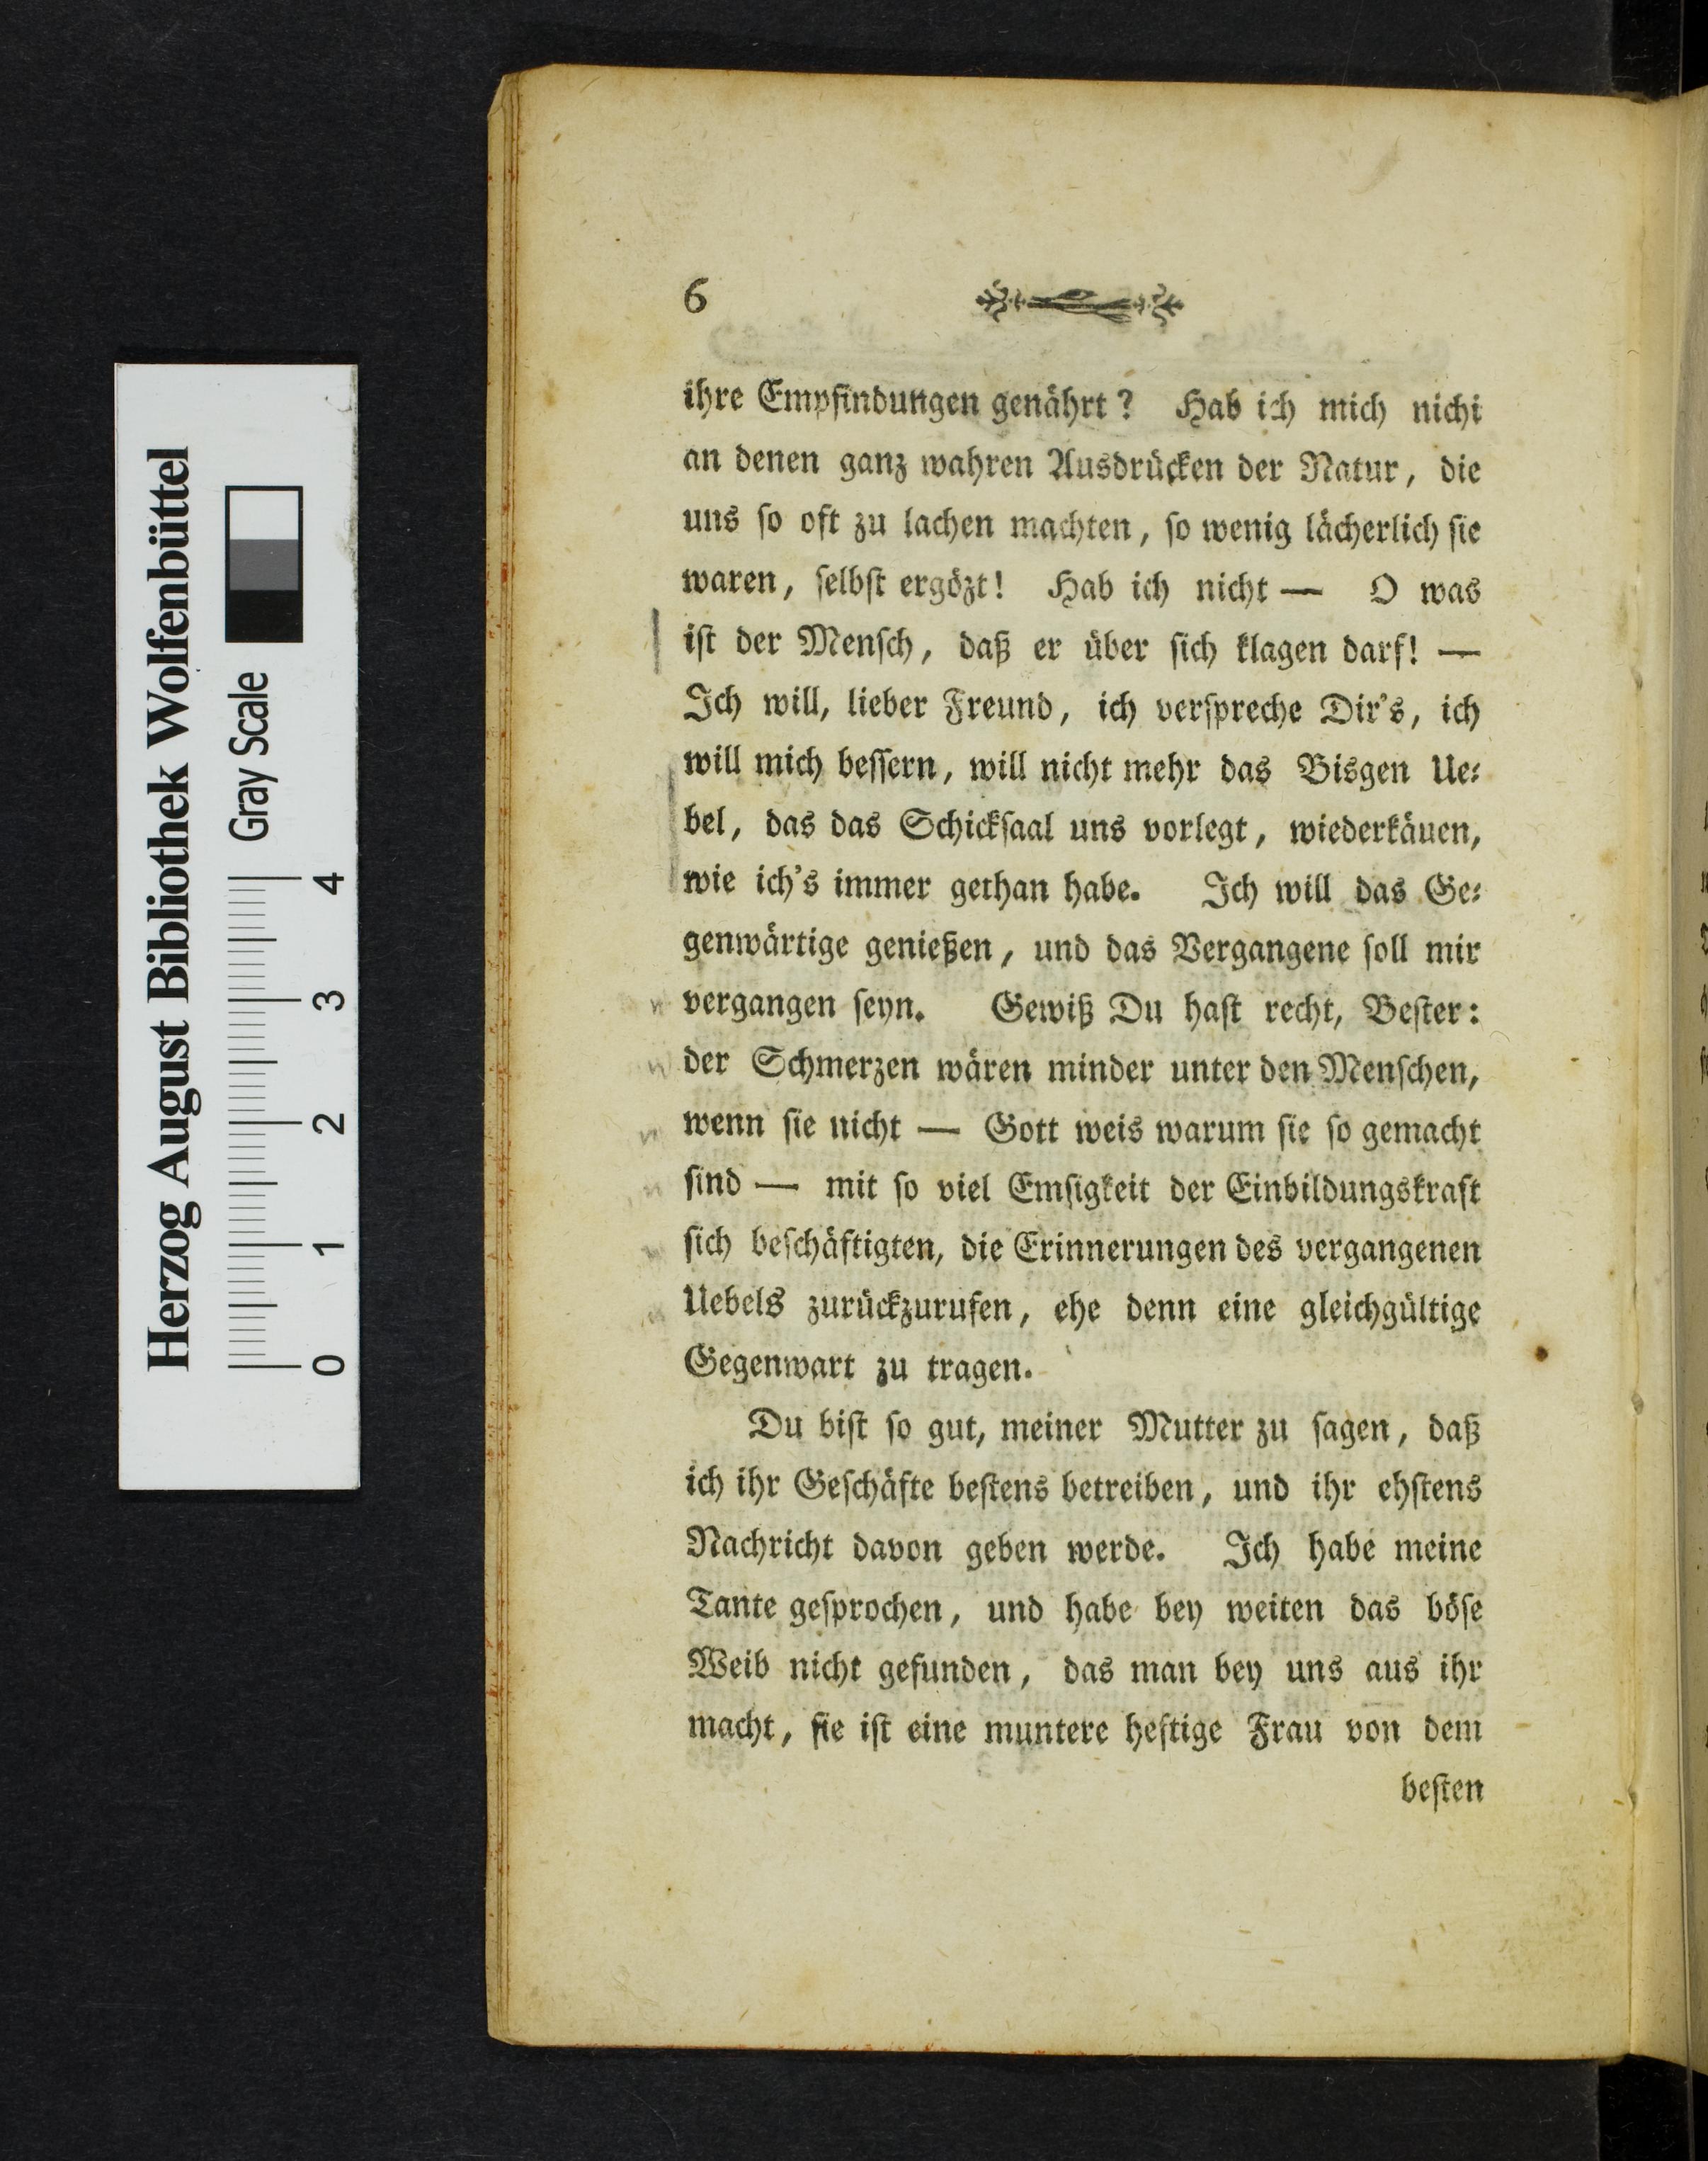 6
ihre Empfindungen genährt? Hab ich mich nichi
an denen ganz wahren Ausdrücken der Natur, die
uns ſo oft zu lachen machten, ſo wenig lächerlich ſie
waren, ſelbſt ergözt! Hab ich nicht — O was
iſt der Menſch, daß er über ſich klagen darf! —
Ich will, lieber Freund, ich verſpreche Dir's, ich
will mich beſſern, will nicht mehr das Bisgen Ue⸗
bel, das das Schickſaal uns vorlegt, wiederkäuen,
wie ich's immer gethan habe. Ich will das Ge⸗
genwärtige genießen, und das Vergangene ſoll mir
vergangen ſeyn. Gewiß Du haſt recht, Beſter:
der Schmerzen wären minder unter den Menſchen,
wenn ſie nicht — Gott weis warum ſie ſo gemacht
ſind — mit ſo viel Emſigkeit der Einbildungskraft
ſich beſchäftigten, die Erinnerungen des vergangenen
Uebels zurückzurufen, ehe denn eine gleichgültige
Gegenwart zu tragen.
Du biſt ſo gut, meiner Mutter zu ſagen, daß
ich ihr Geſchäfte beſtens betreiben, und ihr ehſtens
Nachricht davon geben werde. Ich habe meine
Tante geſprochen, und habe bey weiten das böſe
Weib nicht gefunden, das man bey uns aus ihr
macht, ſie iſt eine muntere heftige Frau von dem
beſten
Herzog August Bibliothek Wolfenbüttel
Gray Scale
0 1 2 3 4